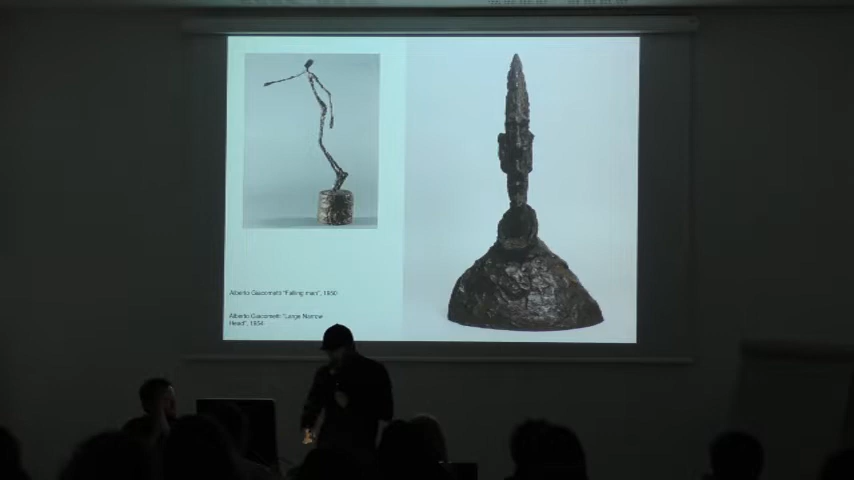 Alberto Giacometti "Falling man", 1950
Alberto Giacometti "Large Narrow
Head", 1954